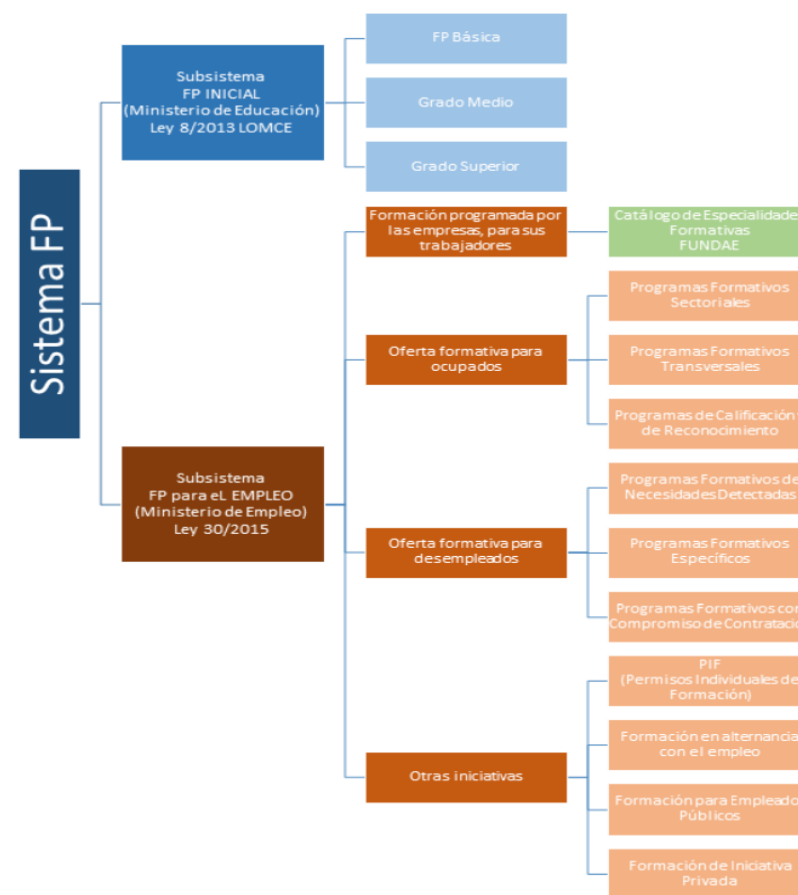 Sistema FP
Subsistema
FP INICIAL
(Ministerio de Educación)
Ley 8/2013 LOMCE
FP Básica
Grado Medio
Grado Superior
Subsistema
FP para eL EMPLEO
(Ministerio de Empleo)
Ley 30/2015
Formación programada por
las empresas, para sus
trabajadores
Catálogo de Especialidade
Formativas
FUNDAE
Oferta formativa para
ocupados
Programas Formativos
Sectoriales
Programas Formativos
Transversales
Programas de Calificación
de Reconocimiento
Oferta formativa para
desempleados
Programas Formativos de
Necesidades Detectadas
Programas Formativos
Específicos
Programas Formativos con
Compromiso de Contratació
Otras iniciativas
PIF
(Permisos Individuales de
Formación)
Formación en alternancia
con el empleo
Formación para Empleado
Públicos
Formación de Iniciativa
Privada